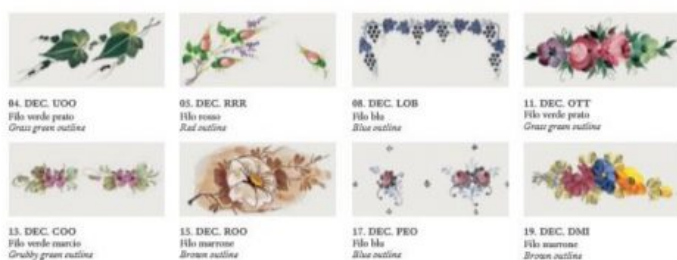 04. DEC. UOO
Filo verde prato
Grass green outline
05. DEC. RRR
Filo rosso
Red outline
08. DEC. LOB
Filo blu
Blue outline
11. DEC. OTT
Filo verde prato
Grass green outline
13. DEC. COO
Filo verde marcio
Grubby green outline
15. DEC. ROO
Filo marrone
Brown outline
17. DEC. PEO
Filo blu
Blue outline
19. DEC. DMI
Filo marrone
Brown outline